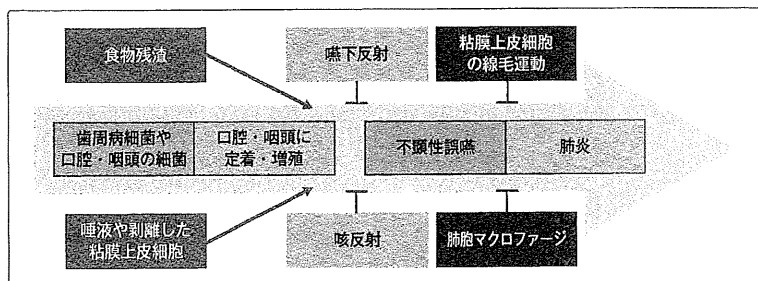 食物残渣
嚥下反射
粘膜上皮細胞
の線毛運動
歯周病細菌や
口腔・咽頭の細菌
口腔・咽頭に
定着・増殖
不顕性誤嚥
肺炎
唾液や剥離した
粘膜上皮細胞
咳反射
肺胞マクロファージ